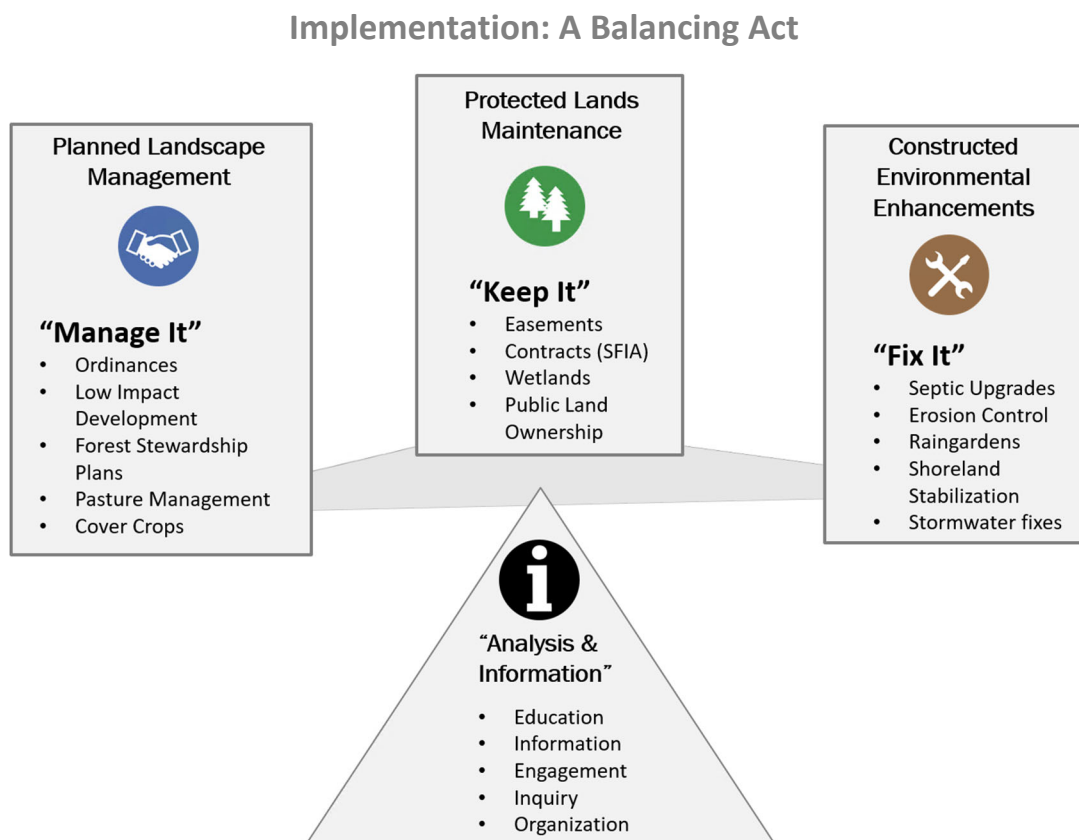 Implementation: A Balancing Act
Planned Landscape
Management
"Manage It"
• Ordinances
• Low Impact
Development
• Forest Stewardship
Plans
• Pasture Management
• Cover Crops
Protected Lands
Maintenance
"Keep It"
• Easements
• Contracts (SFIA)
• Wetlands
• Public Land
Ownership
Constructed
Environmental
Enhancements
"Fix It"
• Septic Upgrades
• Erosion Control
• Raingardens
• Shoreland
Stabilization
• Stormwater fixes
i
"Analysis &
Information"
• Education
• Information
• Engagement
• Inquiry
• Organization